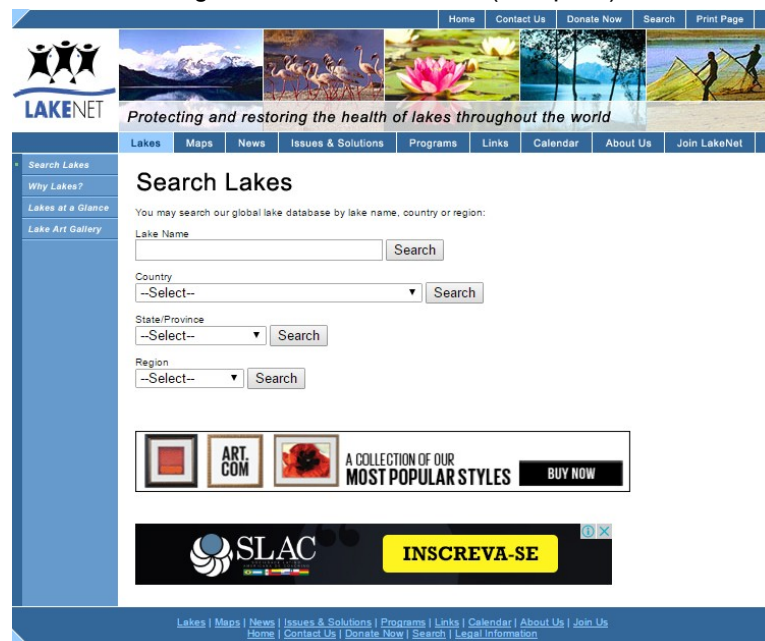 Home Contact Us Donate Now Search Print Page
LAKENET
Protecting and restoring the health of lakes throughout the world
Lakes Maps News Issues & Solutions Programs Links Calendar About Us Join LakeNet
Search Lakes
Why Lakes?
Lakes at a Glance
Lake Art Gallery
Search Lakes
You may search our global lake database by lake name, country or region:
Lake Name
Search
Country
--Select-- Search
State/Province
--Select-- Search
Region
--Select-- Search
ART.
COM
A COLLECTION OF OUR
MOST POPULAR STYLES
BUY NOW
SLAC
INSCREVA-SE
Lakes | Maps | News | Issues & Solutions | Programs | Links | Calendar | About Us | Join Us
Home | Contact Us | Donate Now | Search | Legal Information